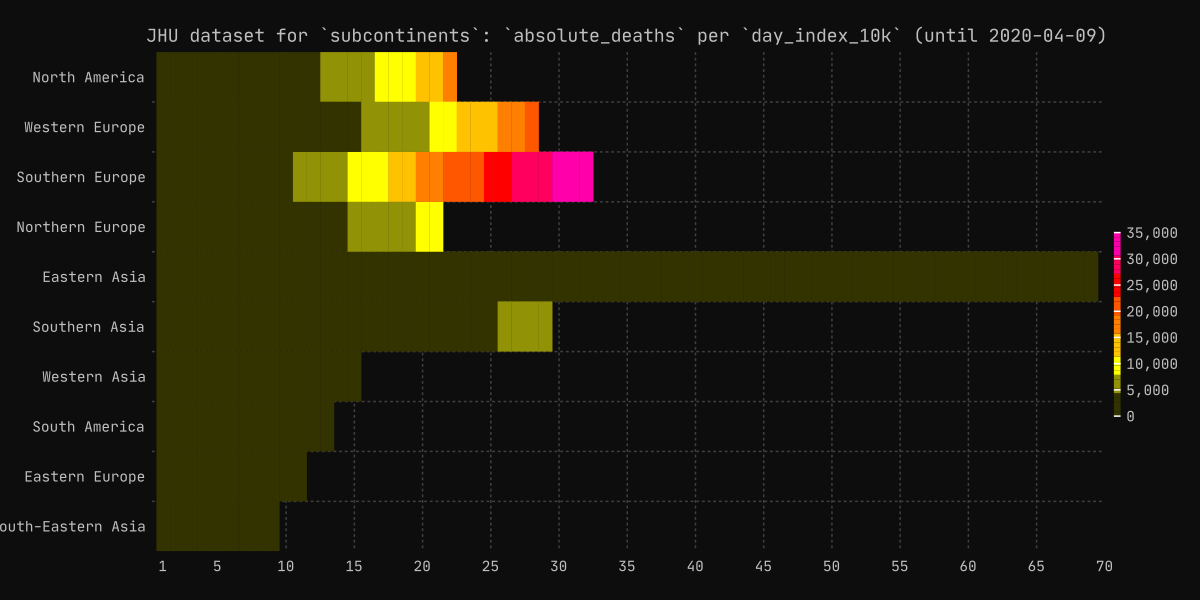 JHU dataset for `subcontinents`: `absolute_deaths` per `day_index_10k` (until 2020-04-09)
North America
Western Europe
Southern Europe
Northern Europe
Eastern Asia
Southern Asia
Western Asia
South America
Eastern Europe
outh-Eastern Asia
1 5 10 15 20 25 30 35 40 45 50 55 60 65 70
35,000
30,000
25,000
20,000
15,000
10,000
5,000
0